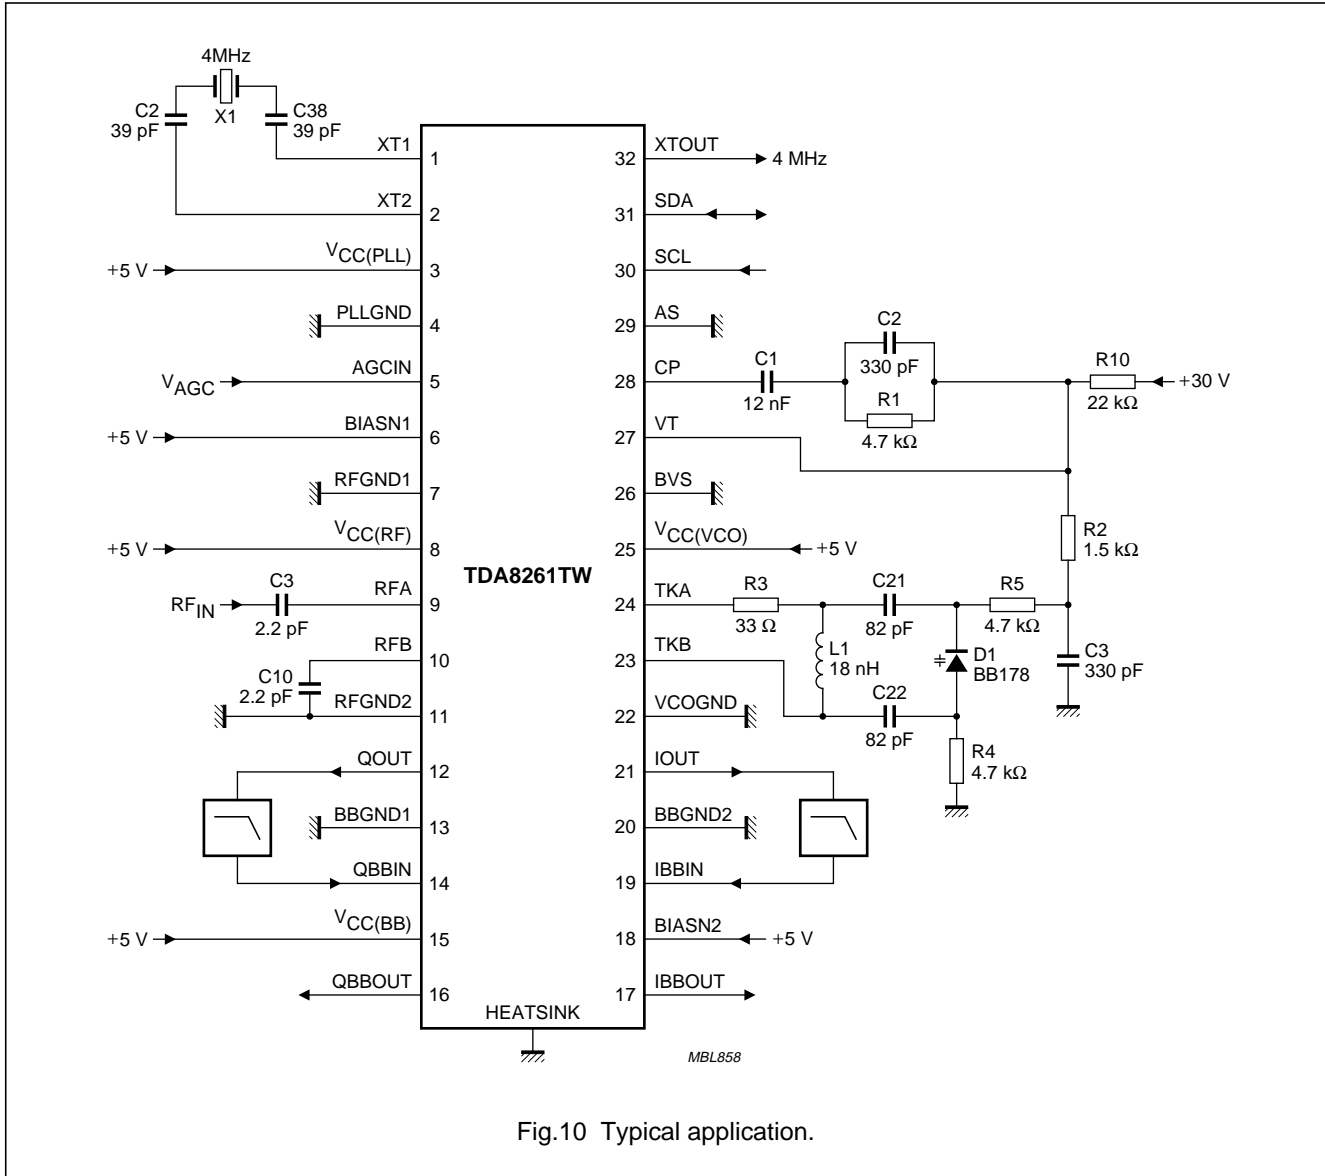 4MHz
X1
C2
39 pF
C38
39 pF
XT1
1
XT2
2
+5 V
VCC(PLL)
3
PLLGND
4
VAGC
AGCIN
5
+5 V
BIASN1
6
RFGND1
7
+5 V
VCC(RF)
8
RFIN
C3
2.2 pF
RFA
9
RFB
10
C10
2.2 pF
RFGND2
11
QOUT
12
BBGND1
13
QBBIN
14
+5 V
VCC(BB)
15
QBBOUT
16
TDA8261TW
HEATSINK
32
XTOUT
4 MHz
31
SDA
30
SCL
29
AS
28
CP
C1
12 nF
C2
330 pF
R1
4.7 kΩ
R10
22 kΩ
+30 V
27
VT
26
BVS
R2
1.5 kΩ
25
VCC(VCO)
+5 V
24
TKA
R3
33 Ω
C21
82 pF
R5
4.7 kΩ
23
TKB
L1
18 nH
D1
BB178
C3
330 pF
22
VCOGND
C22
82 pF
R4
4.7 kΩ
21
IOUT
20
BBGND2
19
IBBIN
18
BIASN2
+5 V
17
IBBOUT
MBL858
Fig.10 Typical application.